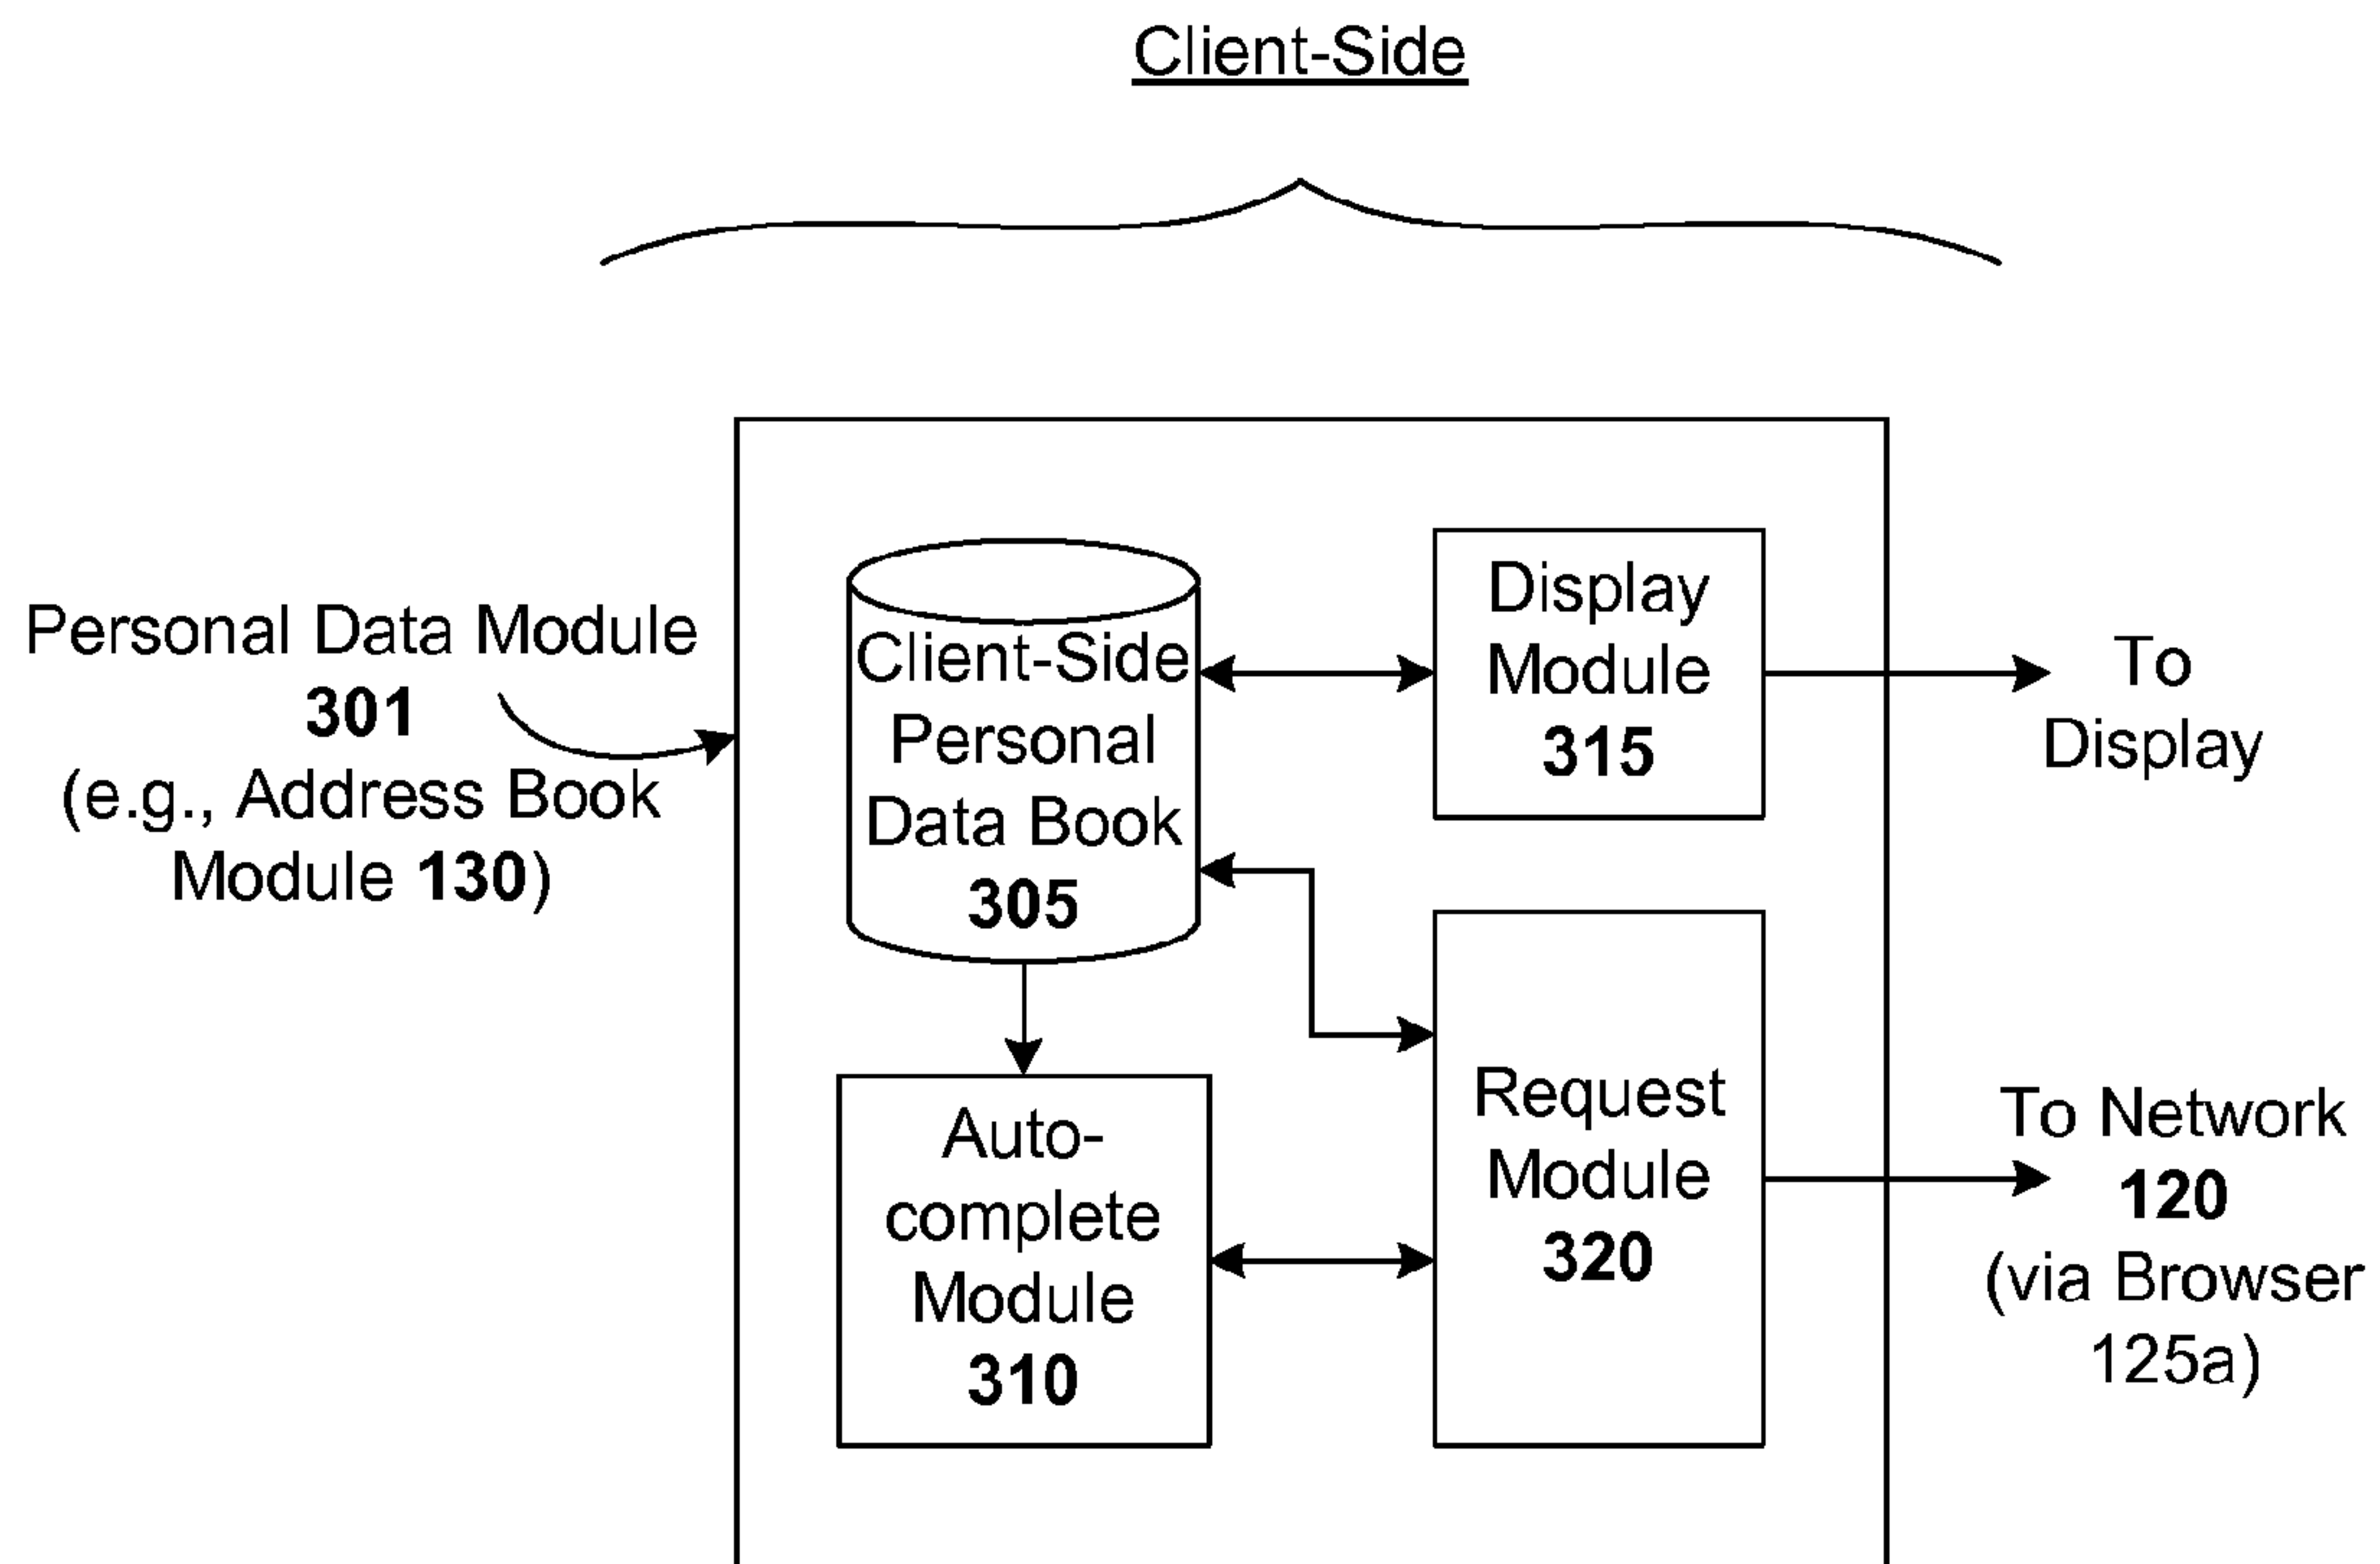 Client-Side
Personal Data Module
301
(e.g., Address Book
Module 130)
Client-Side
Personal
Data Book
305
Display
Module
315
To
Display
Auto-
complete
Module
310
Request
Module
320
To Network
120
(via Browser
125a)